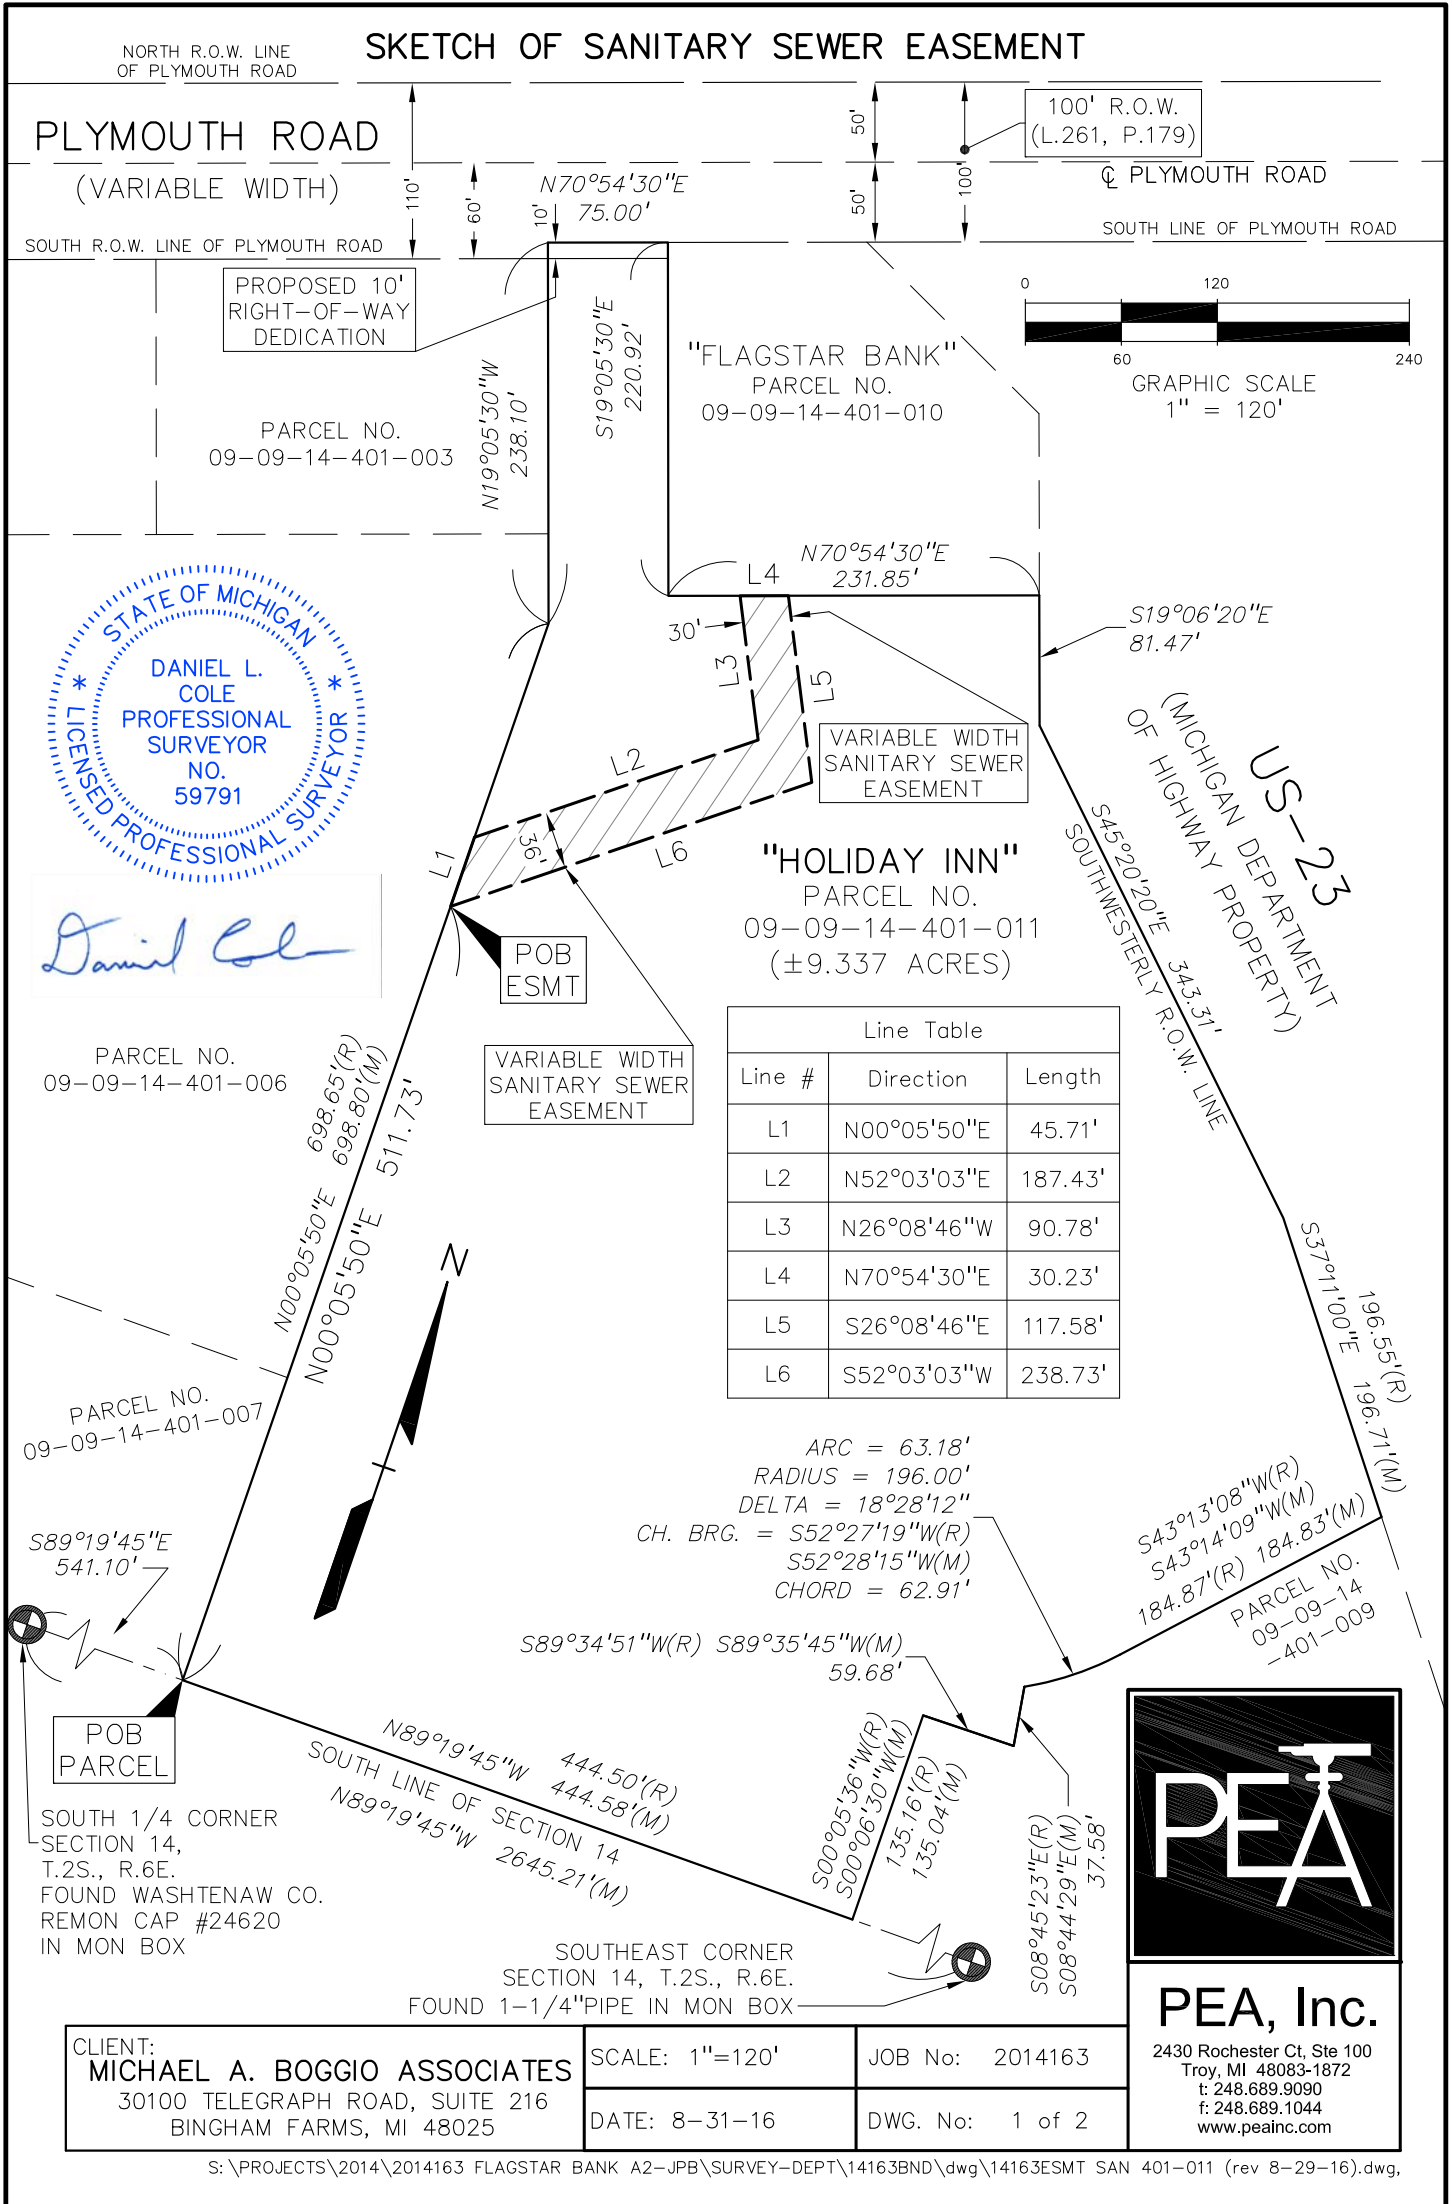 SKETCH OF SANITARY SEWER EASEMENT
NORTH R.O.W. LINE
OF PLYMOUTH ROAD
PLYMOUTH ROAD
(VARIABLE WIDTH)
110'
60'
10'
N70°54'30"E
75.00'
50'
50'
100'
100' R.O.W.
(L.261, P.179)
℄ PLYMOUTH ROAD
SOUTH R.O.W. LINE OF PLYMOUTH ROAD
SOUTH LINE OF PLYMOUTH ROAD
PROPOSED 10'
RIGHT-OF-WAY
DEDICATION
0
120
60
240
GRAPHIC SCALE
1" = 120'
PARCEL NO.
09-09-14-401-003
N19°05'30"W
238.10'
S19°05'30"E
220.92'
"FLAGSTAR BANK"
PARCEL NO.
09-09-14-401-010
N70°54'30"E
231.85'
L4
30'
L3
L5
S19°06'20"E
81.47'
STATE OF MICHIGAN
* LICENSED PROFESSIONAL SURVEYOR *
DANIEL L.
COLE
PROFESSIONAL
SURVEYOR
NO.
59791
Daniel Cole
L2
L1
36'
L6
VARIABLE WIDTH
SANITARY SEWER
EASEMENT
US-23
(MICHIGAN DEPARTMENT
OF HIGHWAY PROPERTY)
S45°20'20"E 343.31'
SOUTHWESTERLY R.O.W. LINE
"HOLIDAY INN"
PARCEL NO.
09-09-14-401-011
(±9.337 ACRES)
POB
ESMT
VARIABLE WIDTH
SANITARY SEWER
EASEMENT
PARCEL NO.
09-09-14-401-006
698.65'(R)
N00°05'50"E 698.80'(M)
N00°05'50"E 511.73'
N
Line Table
Line # Direction Length
L1 N00°05'50"E 45.71'
L2 N52°03'03"E 187.43'
L3 N26°08'46"W 90.78'
L4 N70°54'30"E 30.23'
L5 S26°08'46"E 117.58'
L6 S52°03'03"W 238.73'
196.55'(R)
S37°11'00"E 196.71'(M)
PARCEL NO.
09-09-14-401-007
ARC = 63.18'
RADIUS = 196.00'
DELTA = 18°28'12"
CH. BRG. = S52°27'19"W(R)
S52°28'15"W(M)
CHORD = 62.91'
S43°13'08"W(R)
S43°14'09"W(M)
184.87'(R) 184.83'(M)
PARCEL NO.
09-09-14
-401-009
S89°19'45"E
541.10'
S89°34'51"W(R) S89°35'45"W(M)
59.68'
POB
PARCEL
N89°19'45"W 444.50'(R)
444.58'(M)
SOUTH LINE OF SECTION 14
N89°19'45"W 2645.21'(M)
S00°05'36"W(R)
S00°06'30"W(M)
135.16'(R)
135.04'(M)
S08°45'23"E(R)
S08°44'29"E(M)
37.58'
SOUTH 1/4 CORNER
SECTION 14,
T.2S., R.6E.
FOUND WASHTENAW CO.
REMON CAP #24620
IN MON BOX
SOUTHEAST CORNER
SECTION 14, T.2S., R.6E.
FOUND 1-1/4"PIPE IN MON BOX
PEA
PEA, Inc.
2430 Rochester Ct, Ste 100
Troy, MI 48083-1872
t: 248.689.9090
f: 248.689.1044
www.peainc.com
CLIENT:
MICHAEL A. BOGGIO ASSOCIATES
30100 TELEGRAPH ROAD, SUITE 216
BINGHAM FARMS, MI 48025
SCALE: 1"=120'
JOB No: 2014163
DATE: 8-31-16
DWG. No: 1 of 2
S:\PROJECTS\2014\2014163 FLAGSTAR BANK A2-JPB\SURVEY-DEPT\14163BND\dwg\14163ESMT SAN 401-011 (rev 8-29-16).dwg,